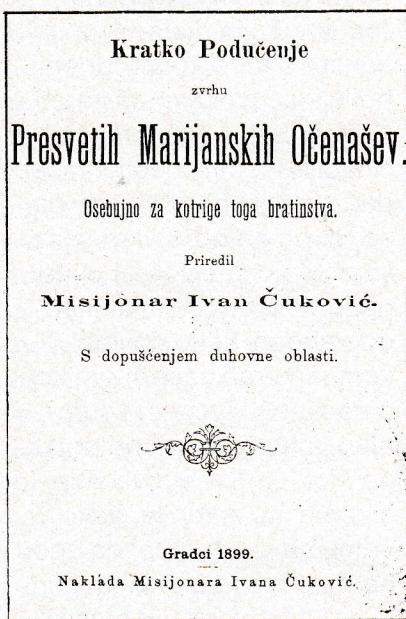 Kratko Podučenje
zvrhu
Presvetih Marijanskih Očenašev.
Osebujno za kotrige toga bratinstva.
Priredil
Misijonar Ivan Čuković.
S dopušćenjem duhovne oblasti.
Gradci 1899.
Naklada Misijonara Ivana Čuković.